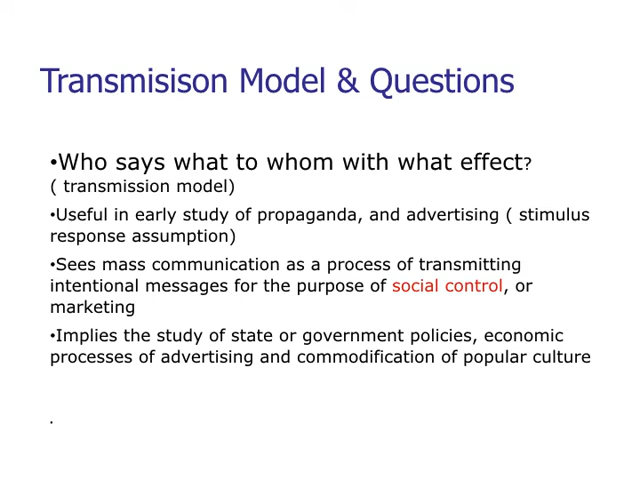 Transmisison Model & Questions
•Who says what to whom with what effect?
( transmission model)
•Useful in early study of propaganda, and advertising ( stimulus
response assumption)
•Sees mass communication as a process of transmitting
intentional messages for the purpose of social control, or
marketing
•Implies the study of state or government policies, economic
processes of advertising and commodification of popular culture
.